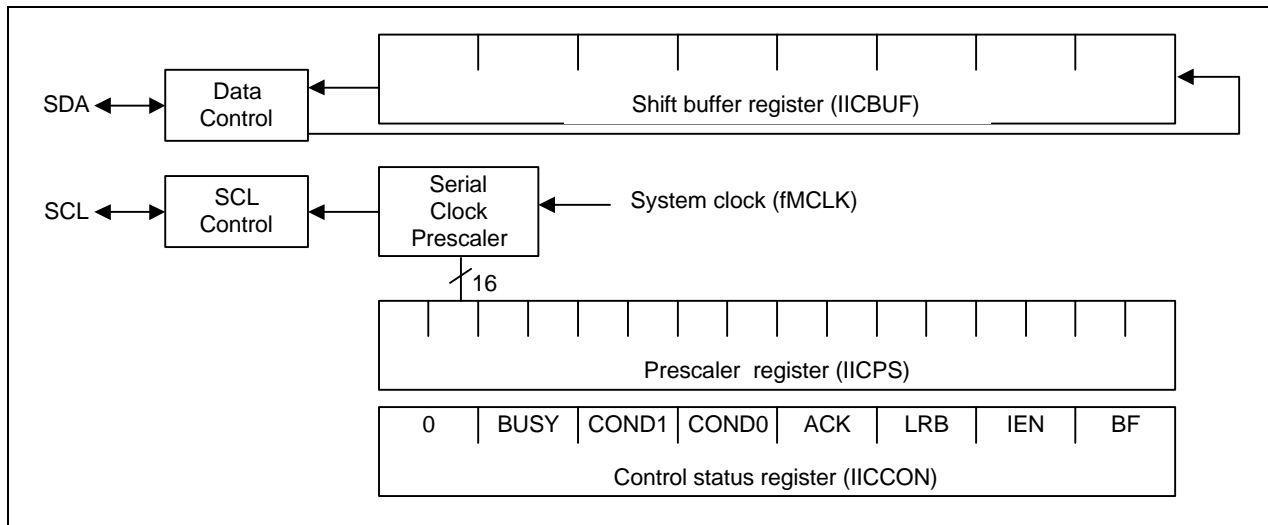 SDA
Data
Control
Shift buffer register (IICBUF)
SCL
SCL
Control
Serial
Clock
Prescaler
System clock (fMCLK)
16
Prescaler register (IICPS)
0 BUSY COND1 COND0 ACK LRB IEN BF
Control status register (IICCON)